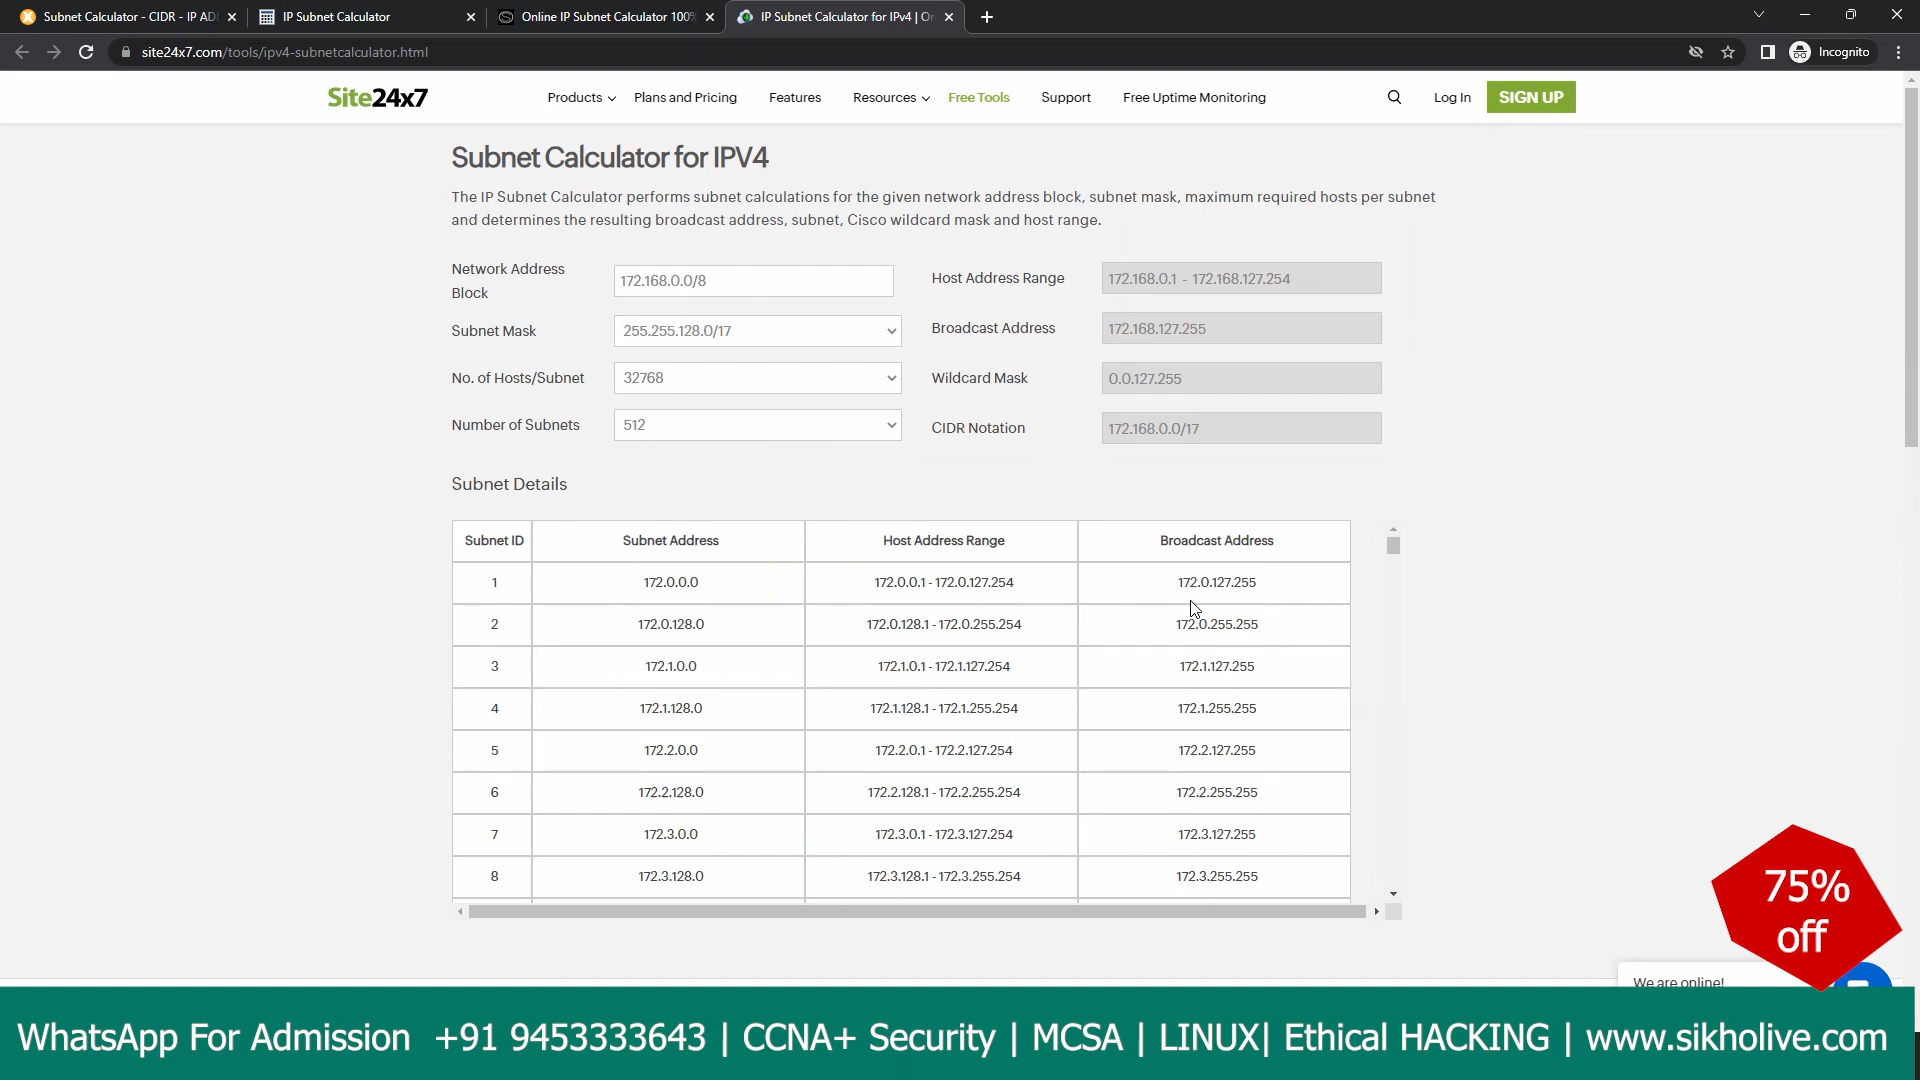 Subnet Calculator - CIDR - IP AD
IP Subnet Calculator
Online IP Subnet Calculator 100%
IP Subnet Calculator for IPv4 | On
site24x7.com/tools/ipv4-subnetcalculator.html
Incognito
Site24x7
Products
Plans and Pricing
Features
Resources
Free Tools
Support
Free Uptime Monitoring
Log In
SIGN UP
Subnet Calculator for IPV4
The IP Subnet Calculator performs subnet calculations for the given network address block, subnet mask, maximum required hosts per subnet
and determines the resulting broadcast address, subnet, Cisco wildcard mask and host range.
Network Address
Block
172.168.0.0/8
Host Address Range
172.168.0.1 - 172.168.127.254
Subnet Mask
255.255.128.0/17
Broadcast Address
172.168.127.255
No. of Hosts/Subnet
32768
Wildcard Mask
0.0.127.255
Number of Subnets
512
CIDR Notation
172.168.0.0/17
Subnet Details
Subnet ID Subnet Address Host Address Range Broadcast Address
1 172.0.0.0 172.0.0.1 - 172.0.127.254 172.0.127.255
2 172.0.128.0 172.0.128.1 - 172.0.255.254 172.0.255.255
3 172.1.0.0 172.1.0.1 - 172.1.127.254 172.1.127.255
4 172.1.128.0 172.1.128.1 - 172.1.255.254 172.1.255.255
5 172.2.0.0 172.2.0.1 - 172.2.127.254 172.2.127.255
6 172.2.128.0 172.2.128.1 - 172.2.255.254 172.2.255.255
7 172.3.0.0 172.3.0.1 - 172.3.127.254 172.3.127.255
8 172.3.128.0 172.3.128.1 - 172.3.255.254 172.3.255.255
75%
off
We are online!
WhatsApp For Admission +91 9453333643 | CCNA+ Security | MCSA | LINUX| Ethical HACKING | www.sikholive.com